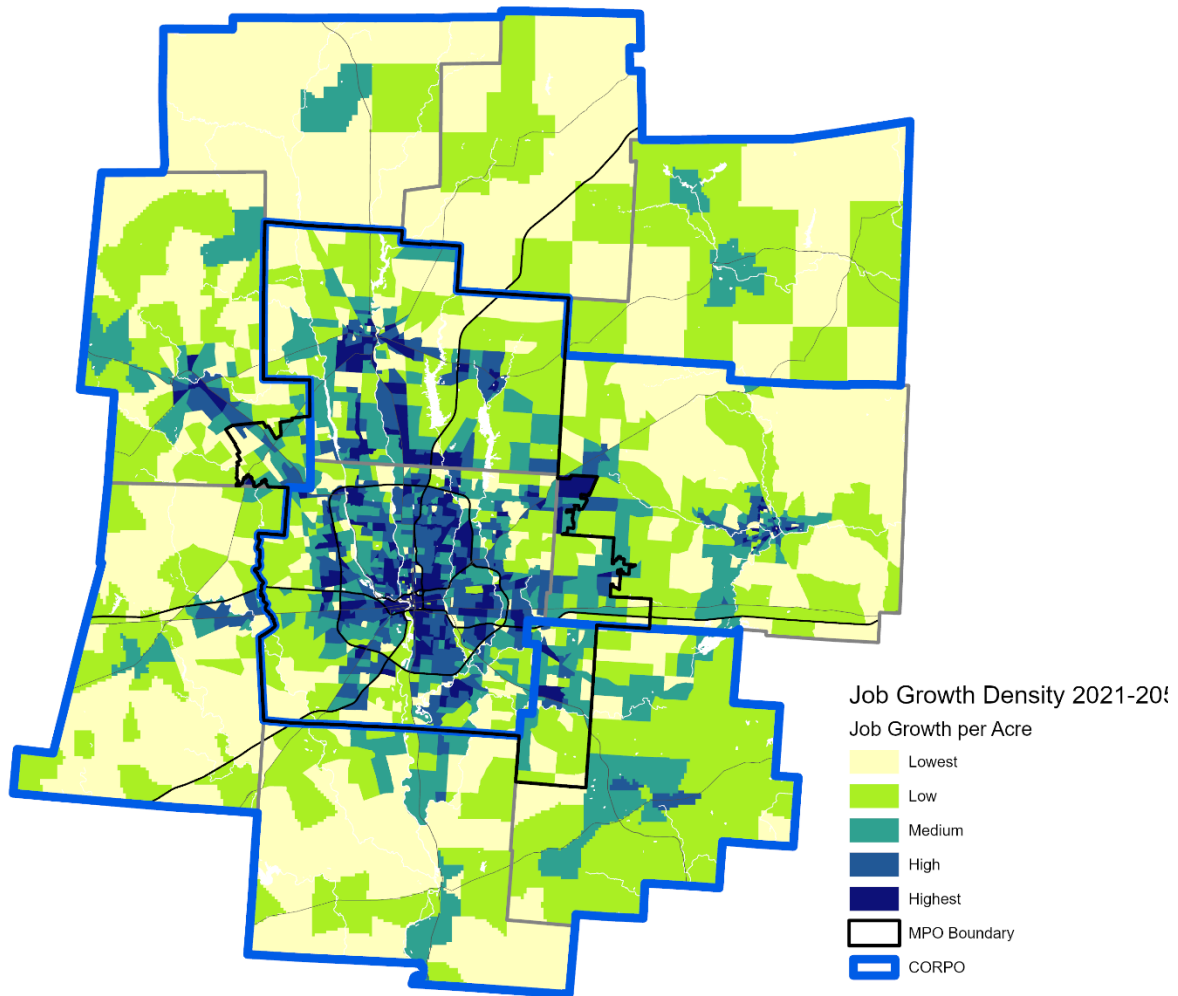 Job Growth Density 2021-205
Job Growth per Acre
Lowest
Low
Medium
High
Highest
MPO Boundary
CORPO